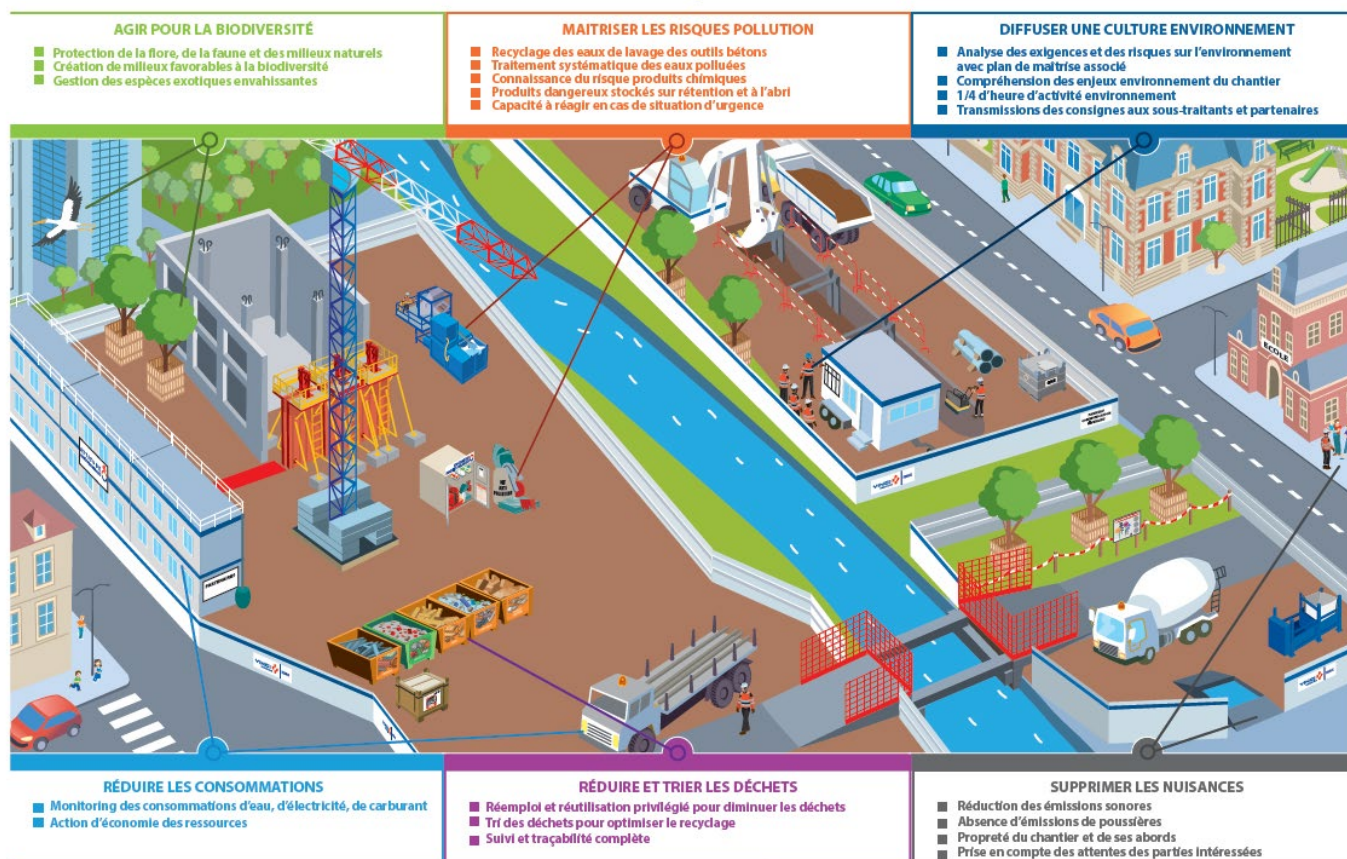 AGIR POUR LA BIODIVERSITÉ
Protection de la flore, de la faune et des milieux naturels
Création de milieux favorables à la biodiversité
Gestion des espèces exotiques envahissantes
MAITRISER LES RISQUES POLLUTION
Recyclage des eaux de lavage des outils bétons
Traitement systématique des eaux polluées
Connaissance du risque produits chimiques
Produits dangereux stockés sur rétention et à l'abri
Capacité à réagir en cas de situation d'urgence
DIFFUSER UNE CULTURE ENVIRONNEMENT
Analyse des exigences et des risques sur l'environnement
avec plan de maîtrise associé
Compréhension des enjeux environnement du chantier
1/4 d'heure d'activité environnement
Transmissions des consignes aux sous-traitants et partenaires
ECOLE
VINCI
VINCI
VINCI
RÉDUIRE LES CONSOMMATIONS
Monitoring des consommations d'eau, d'électricité, de carburant
Action d'économie des ressources
RÉDUIRE ET TRIER LES DÉCHETS
Réemploi et réutilisation privilégié pour diminuer les déchets
Tri des déchets pour optimiser le recyclage
Suivi et traçabilité complète
SUPPRIMER LES NUISANCES
Réduction des émissions sonores
Absence d'émissions de poussières
Propreté du chantier et de ses abords
Prise en compte des attentes des parties intéressées